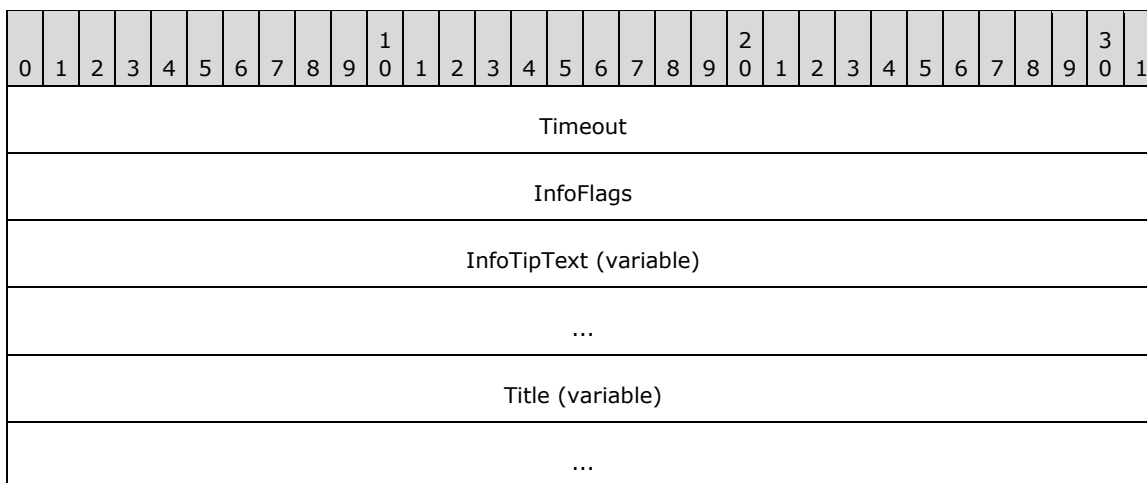 1 2 3
0 1 2 3 4 5 6 7 8 9 0 1 2 3 4 5 6 7 8 9 0 1 2 3 4 5 6 7 8 9 0 1
Timeout
InfoFlags
InfoTipText (variable)
...
Title (variable)
...